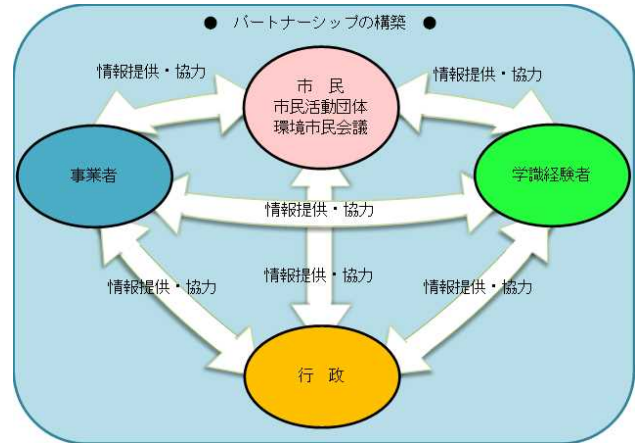 ● パートナーシップの構築 ●
情報提供・協力
市 民
市民活動団体
環境市民会議
情報提供・協力
事業者
学識経験者
情報提供・協力
情報提供・協力
情報提供・協力
情報提供・協力
行 政